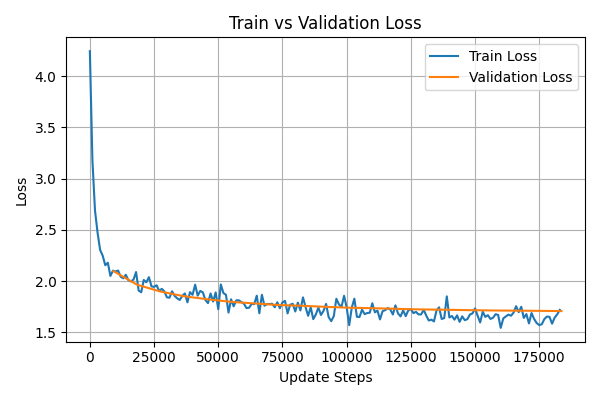 Train vs Validation Loss
Train Loss
Validation Loss
4.0
3.5
3.0
2.5
2.0
1.5
Loss
0 25000 50000 75000 100000 125000 150000 175000
Update Steps